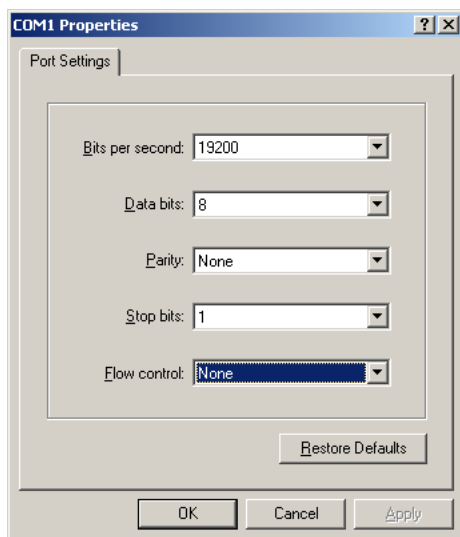 COM1 Properties
Port Settings
Bits per second: 19200
Data bits: 8
Parity: None
Stop bits: 1
Flow control: None
Restore Defaults
OK Cancel Apply